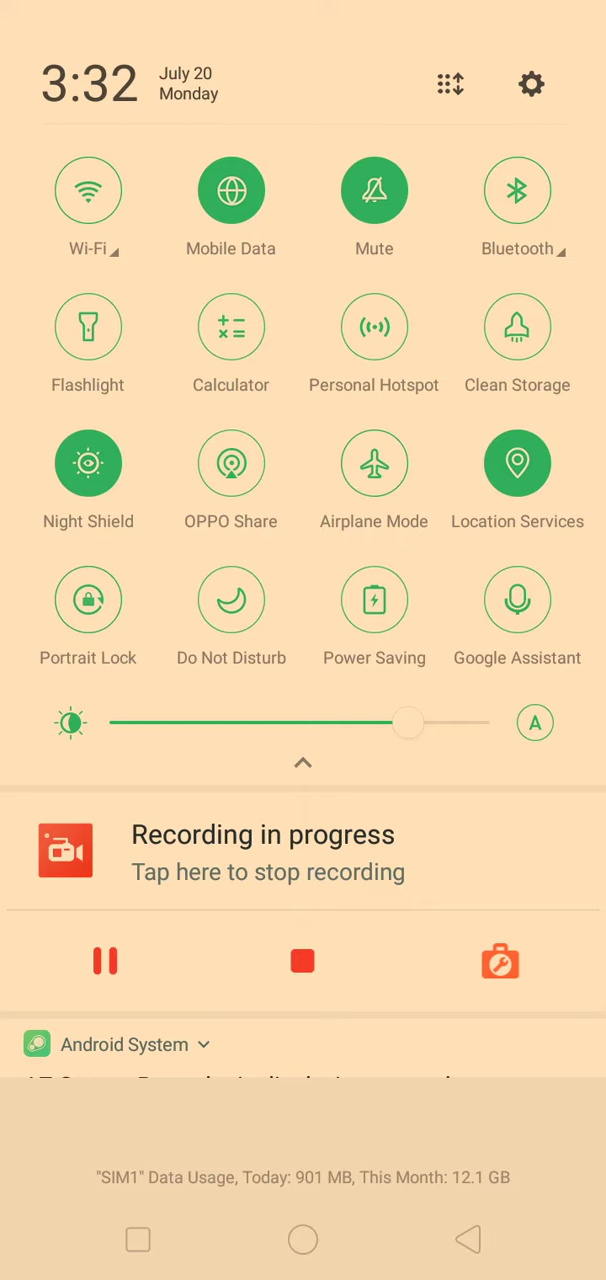 3:32
July 20
Monday
Wi-Fi
Mobile Data
Mute
Bluetooth
Flashlight
Calculator
Personal Hotspot
Clean Storage
Night Shield
OPPO Share
Airplane Mode
Location Services
Portrait Lock
Do Not Disturb
Power Saving
Google Assistant
A
Recording in progress
Tap here to stop recording
Android System
"SIM1" Data Usage, Today: 901 MB, This Month: 12.1 GB